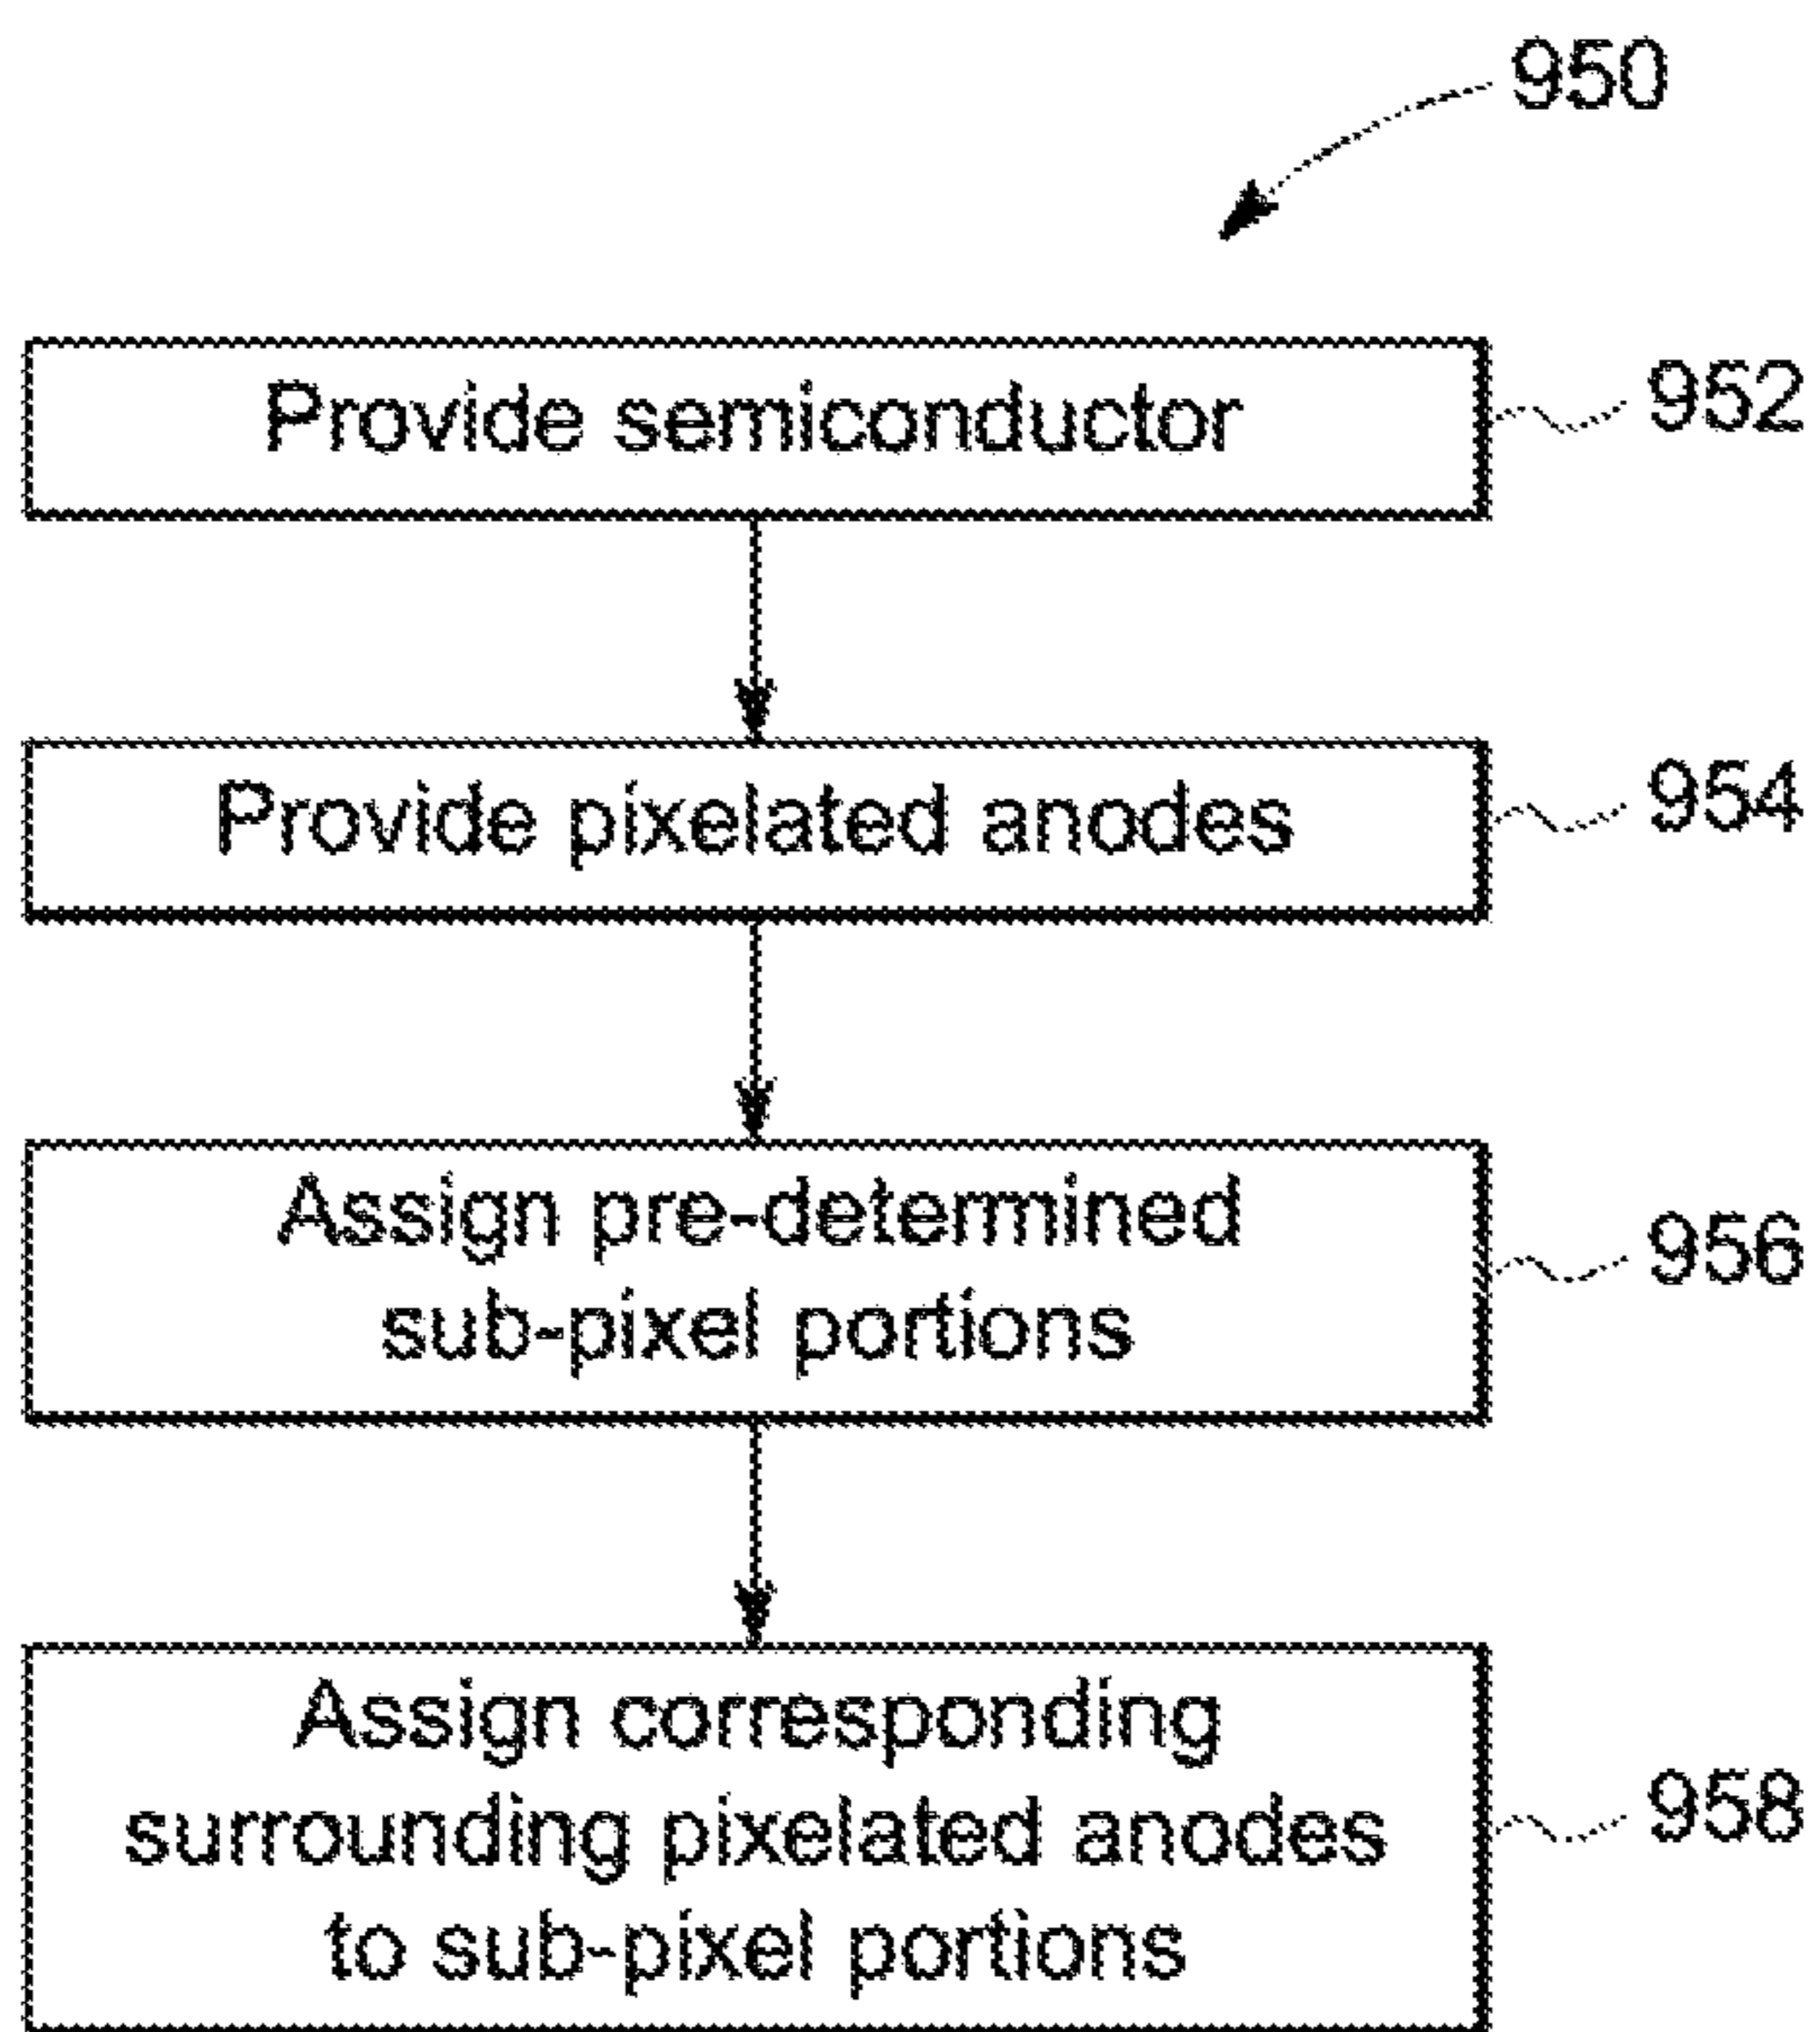 950
Provide semiconductor
952
Provide pixelated anodes
954
Assign pre-determined
sub-pixel portions
956
Assign corresponding
surrounding pixelated anodes
to sub-pixel portions
958